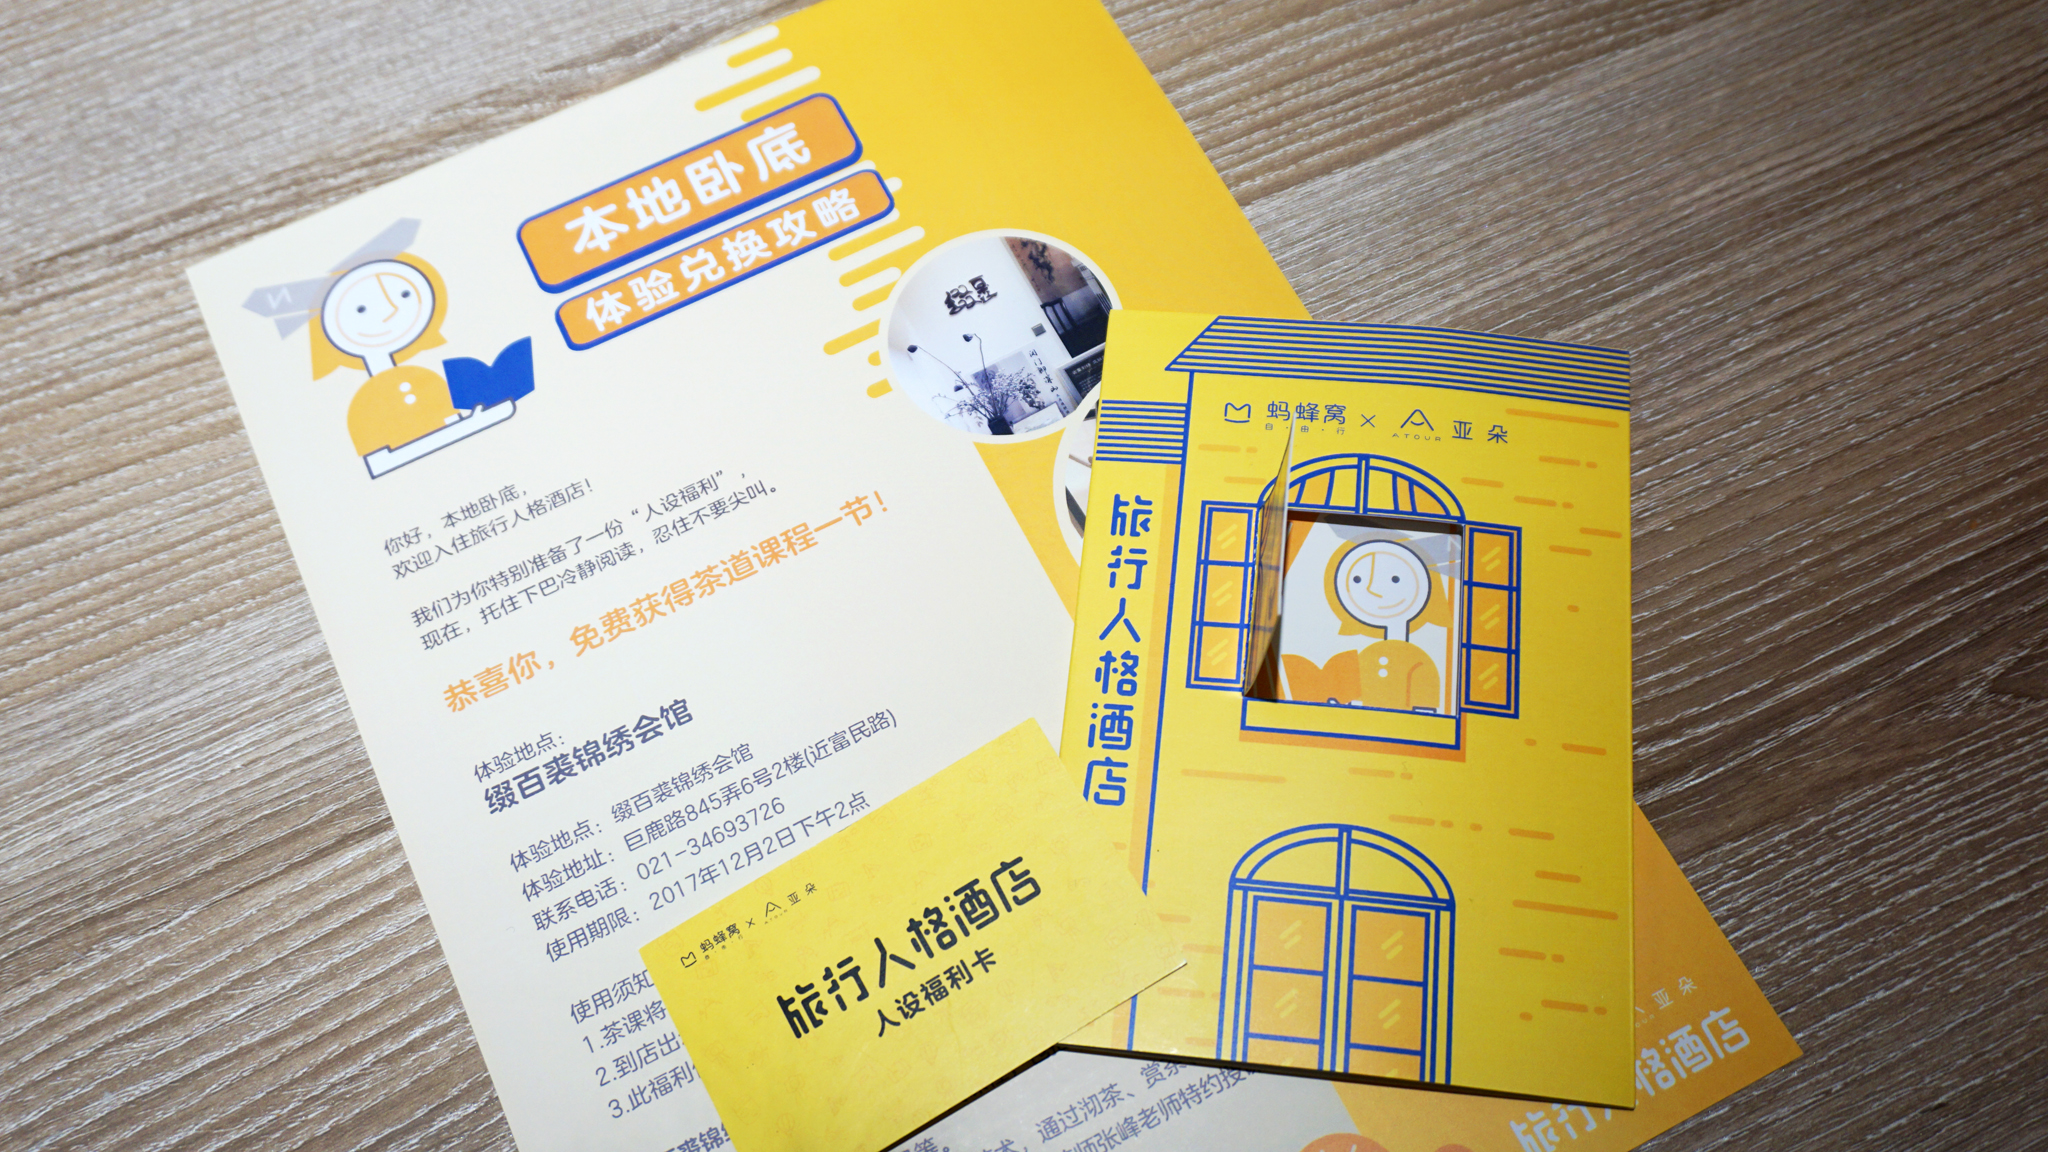 本地卧底
体验兑换攻略
你好，本地卧底，
欢迎入住旅行人格酒店！
我们为你特别准备了一份“人设福利”，
现在，托住下巴冷静阅读，忍住不要尖叫。
恭喜你，免费获得茶道课程一节！
体验地点：
缀百裘锦绣会馆
体验地点：缀百裘锦绣会馆
体验地址：巨鹿路845弄6号2楼(近富民路)
联系电话：021-34693726
使用期限：2017年12月2日下午2点
使用须知
1.茶课将
2.到店出
3.此福利
通过沏茶、赏茶
师张峰老师特约授
蚂蜂窝 × 亚朵
自·由·行 ATOUR
旅行人格酒店
蚂蜂窝 × 亚朵
自·由·行 ATOUR
旅行人格酒店
人设福利卡
亚朵
旅行人格酒店